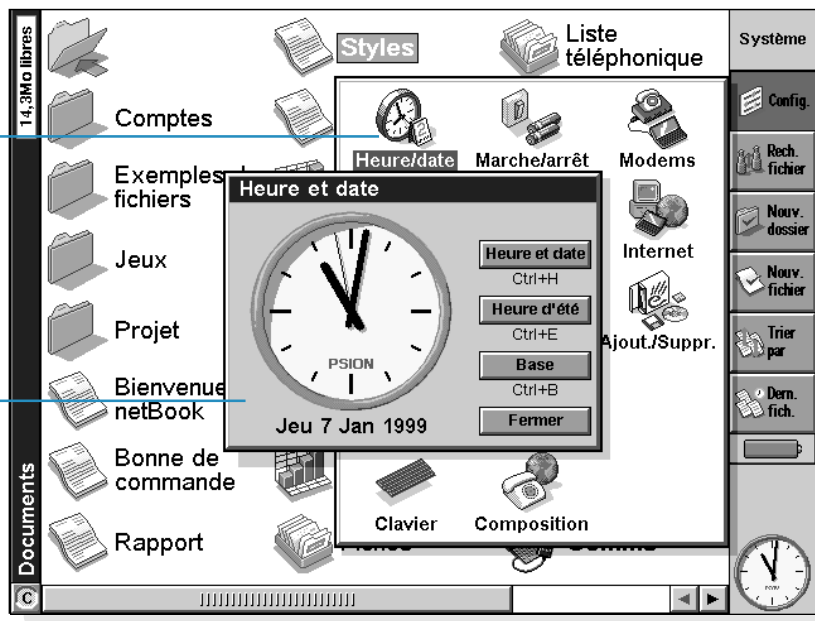 14,3Mo libres
Documents
C
Styles
Liste
téléphonique
Comptes
Exemples d
fichiers
Jeux
Projet
Bienvenue
netBook
Bonne de
commande
Rapport
Heure/date
Marche/arrêt
Modems
Internet
Ajout./Suppr.
Clavier
Composition
Heure et date
PSION
Jeu 7 Jan 1999
Heure et date
Ctrl+H
Heure d'été
Ctrl+E
Base
Ctrl+B
Fermer
Système
Config.
Rech.
fichier
Nouv.
dossier
Nouv.
fichier
Trier
par
Dern.
fich.
PSION